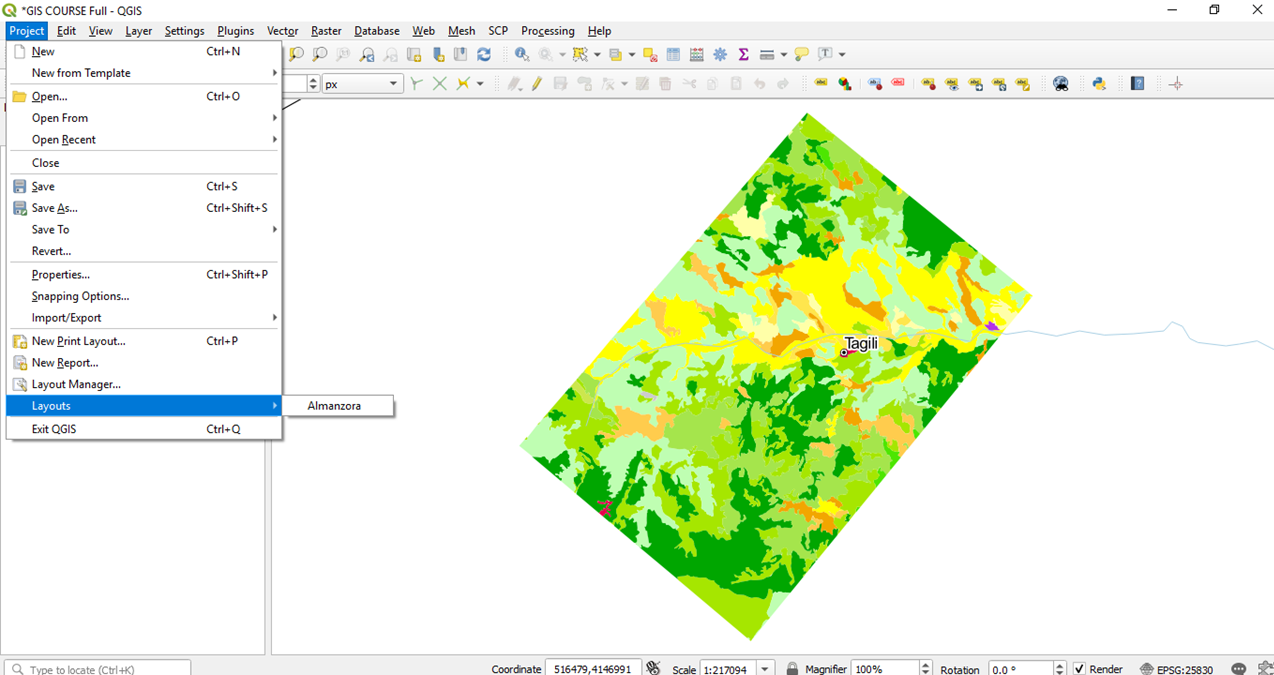 *GIS COURSE Full - QGIS
Project Edit View Layer Settings Plugins Vector Raster Database Web Mesh SCP Processing Help
New Ctrl+N
New from Template
Open... Ctrl+O
Open From
Open Recent
Close
Save Ctrl+S
Save As... Ctrl+Shift+S
Save To
Revert...
Properties... Ctrl+Shift+P
Snapping Options...
Import/Export
New Print Layout... Ctrl+P
New Report...
Layout Manager...
Layouts
Almanzora
Exit QGIS Ctrl+Q
px
Tagili
Type to locate (Ctrl+K)
Coordinate 516479,4146991 Scale 1:217094 Magnifier 100% Rotation 0.0 ° Render EPSG:25830